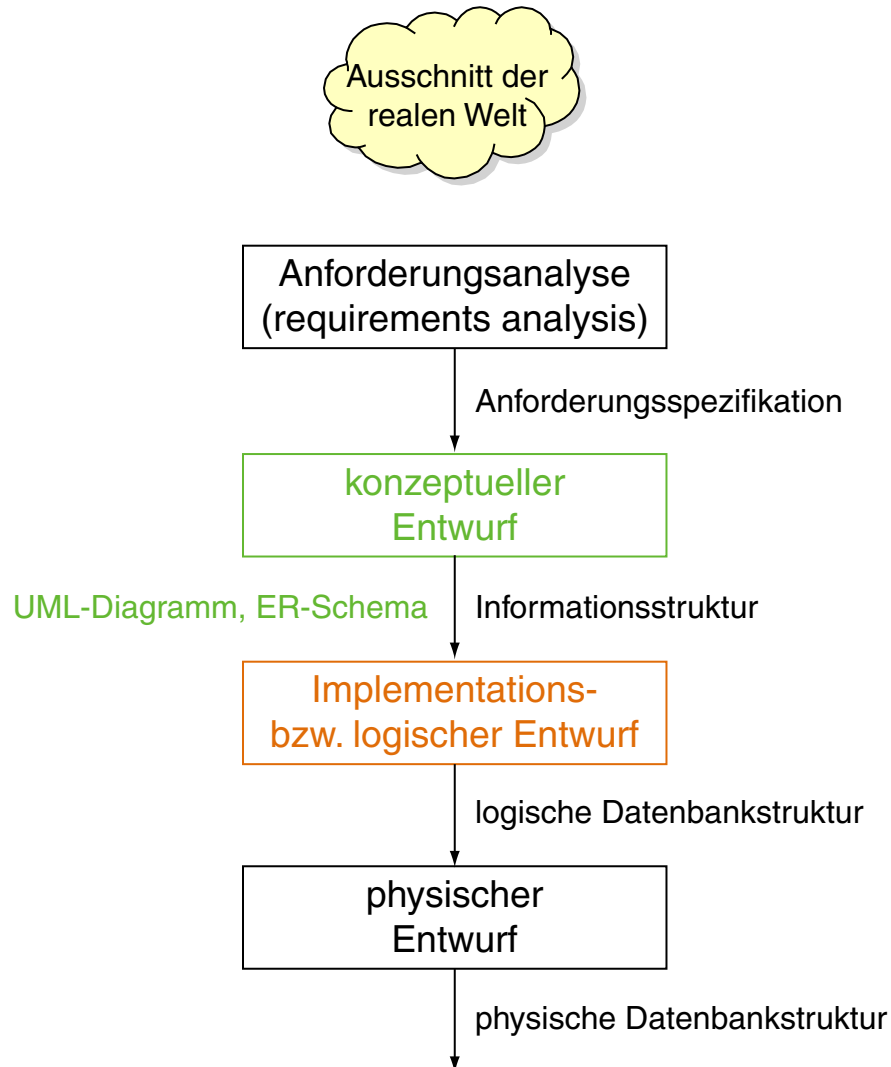 Ausschnitt der
realen Welt
Anforderungsanalyse
(requirements analysis)
Anforderungsspezifikation
konzeptueller
Entwurf
UML-Diagramm, ER-Schema
Informationsstruktur
Implementations-
bzw. logischer Entwurf
logische Datenbankstruktur
physischer
Entwurf
physische Datenbankstruktur